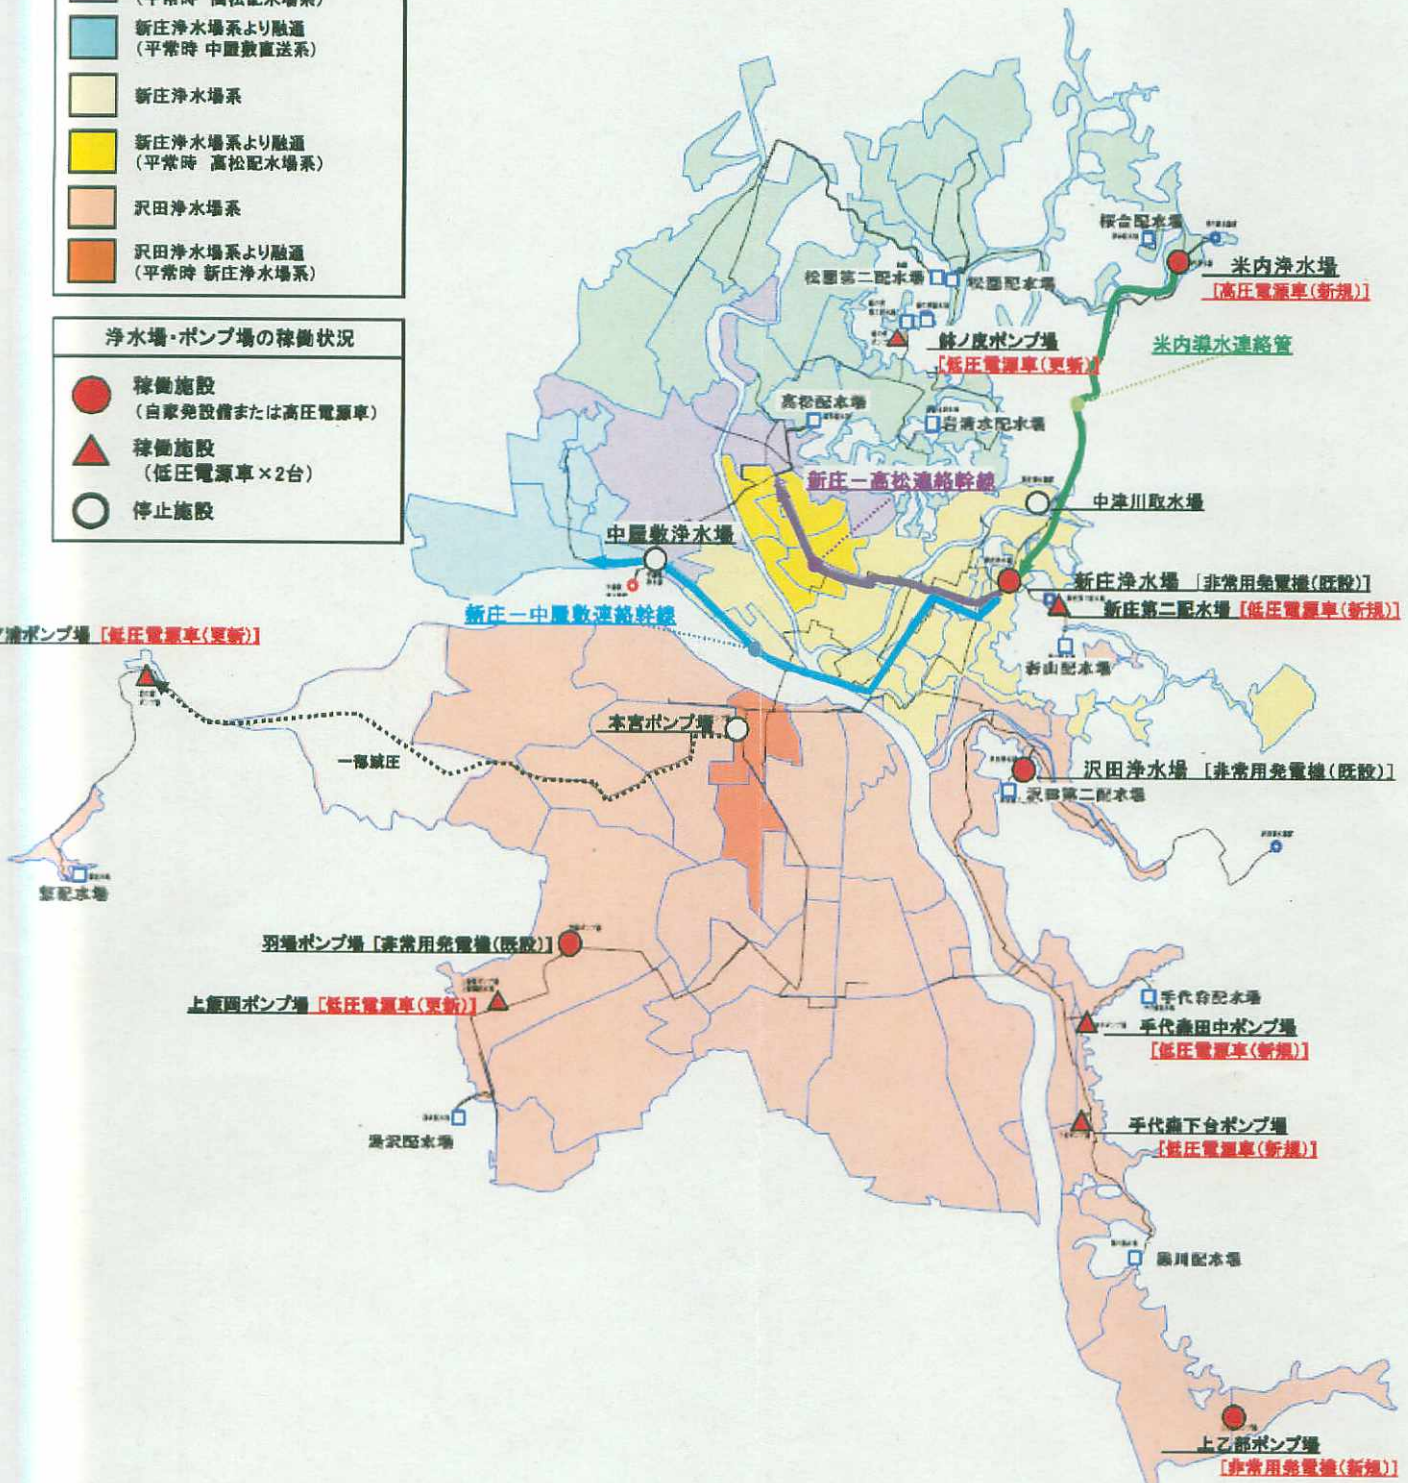 新庄浄水場系より融通
(平常時 中屋敷直送系)
新庄浄水場系
新庄浄水場系より融通
(平常時 高松配水場系)
沢田浄水場系
沢田浄水場系より融通
(平常時 新庄浄水場系)
浄水場・ポンプ場の稼働状況
稼働施設
(自家発設備または高圧電源車)
稼働施設
(低圧電源車×2台)
停止施設
桜台配水場
米内浄水場
[高圧電源車(新規)]
松園第二配水場
松園配水場
鉢ノ皮ポンプ場
[低圧電源車(更新)]
米内導水連絡管
高松配水場
岩清水配水場
新庄ー高松連絡幹線
中津川取水場
中屋敷浄水場
新庄浄水場 [非常用発電機(既設)]
新庄第二配水場 [低圧電源車(新規)]
新庄ー中屋敷連絡幹線
浦ポンプ場 [低圧電源車(更新)]
岩山配水場
本宮ポンプ場
一部減圧
沢田浄水場 [非常用発電機(既設)]
沢田第二配水場
繋配水場
羽場ポンプ場 [非常用発電機(既設)]
上飯岡ポンプ場 [低圧電源車(更新)]
手代森配水場
手代森田中ポンプ場
[低圧電源車(新規)]
湯沢配水場
手代森下台ポンプ場
[低圧電源車(新規)]
黒川配水場
上乙部ポンプ場
[非常用発電機(新規)]